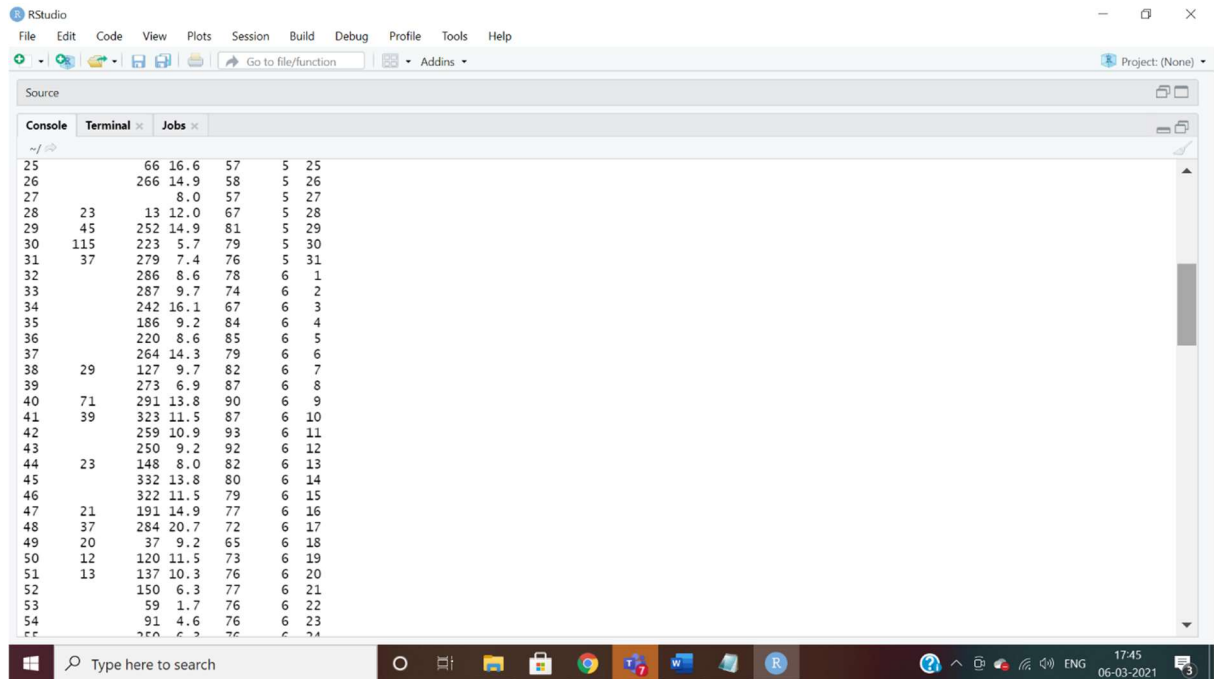 RStudio
File Edit Code View Plots Session Build Debug Profile Tools Help
Go to file/function Addins Project: (None)
Source
Console Terminal Jobs
~/
25 66 16.6 57 5 25
26 266 14.9 58 5 26
27 8.0 57 5 27
28 23 13 12.0 67 5 28
29 45 252 14.9 81 5 29
30 115 223 5.7 79 5 30
31 37 279 7.4 76 5 31
32 286 8.6 78 6 1
33 287 9.7 74 6 2
34 242 16.1 67 6 3
35 186 9.2 84 6 4
36 220 8.6 85 6 5
37 264 14.3 79 6 6
38 29 127 9.7 82 6 7
39 273 6.9 87 6 8
40 71 291 13.8 90 6 9
41 39 323 11.5 87 6 10
42 259 10.9 93 6 11
43 250 9.2 92 6 12
44 23 148 8.0 82 6 13
45 332 13.8 80 6 14
46 322 11.5 79 6 15
47 21 191 14.9 77 6 16
48 37 284 20.7 72 6 17
49 20 37 9.2 65 6 18
50 12 120 11.5 73 6 19
51 13 137 10.3 76 6 20
52 150 6.3 77 6 21
53 59 1.7 76 6 22
54 91 4.6 76 6 23
55 250 6.3 76 6 24
Type here to search ENG 17:45
06-03-2021 3